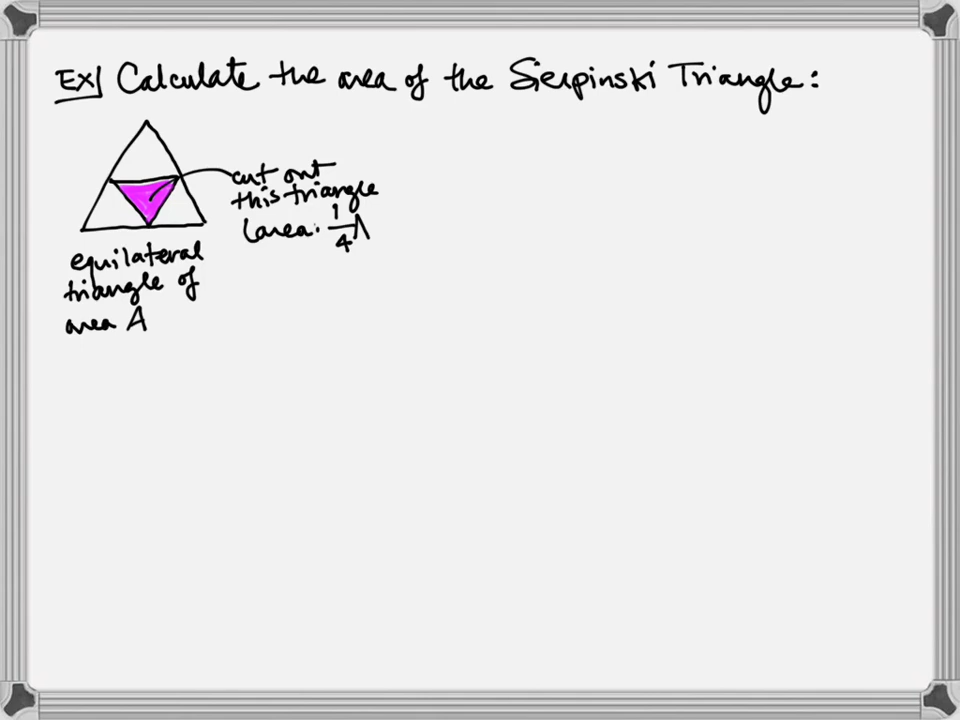 Ex) Calculate the area of the Sierpinski Triangle:
cut out
this triangle
(area: 1/4 A
equilateral
triangle of
area A